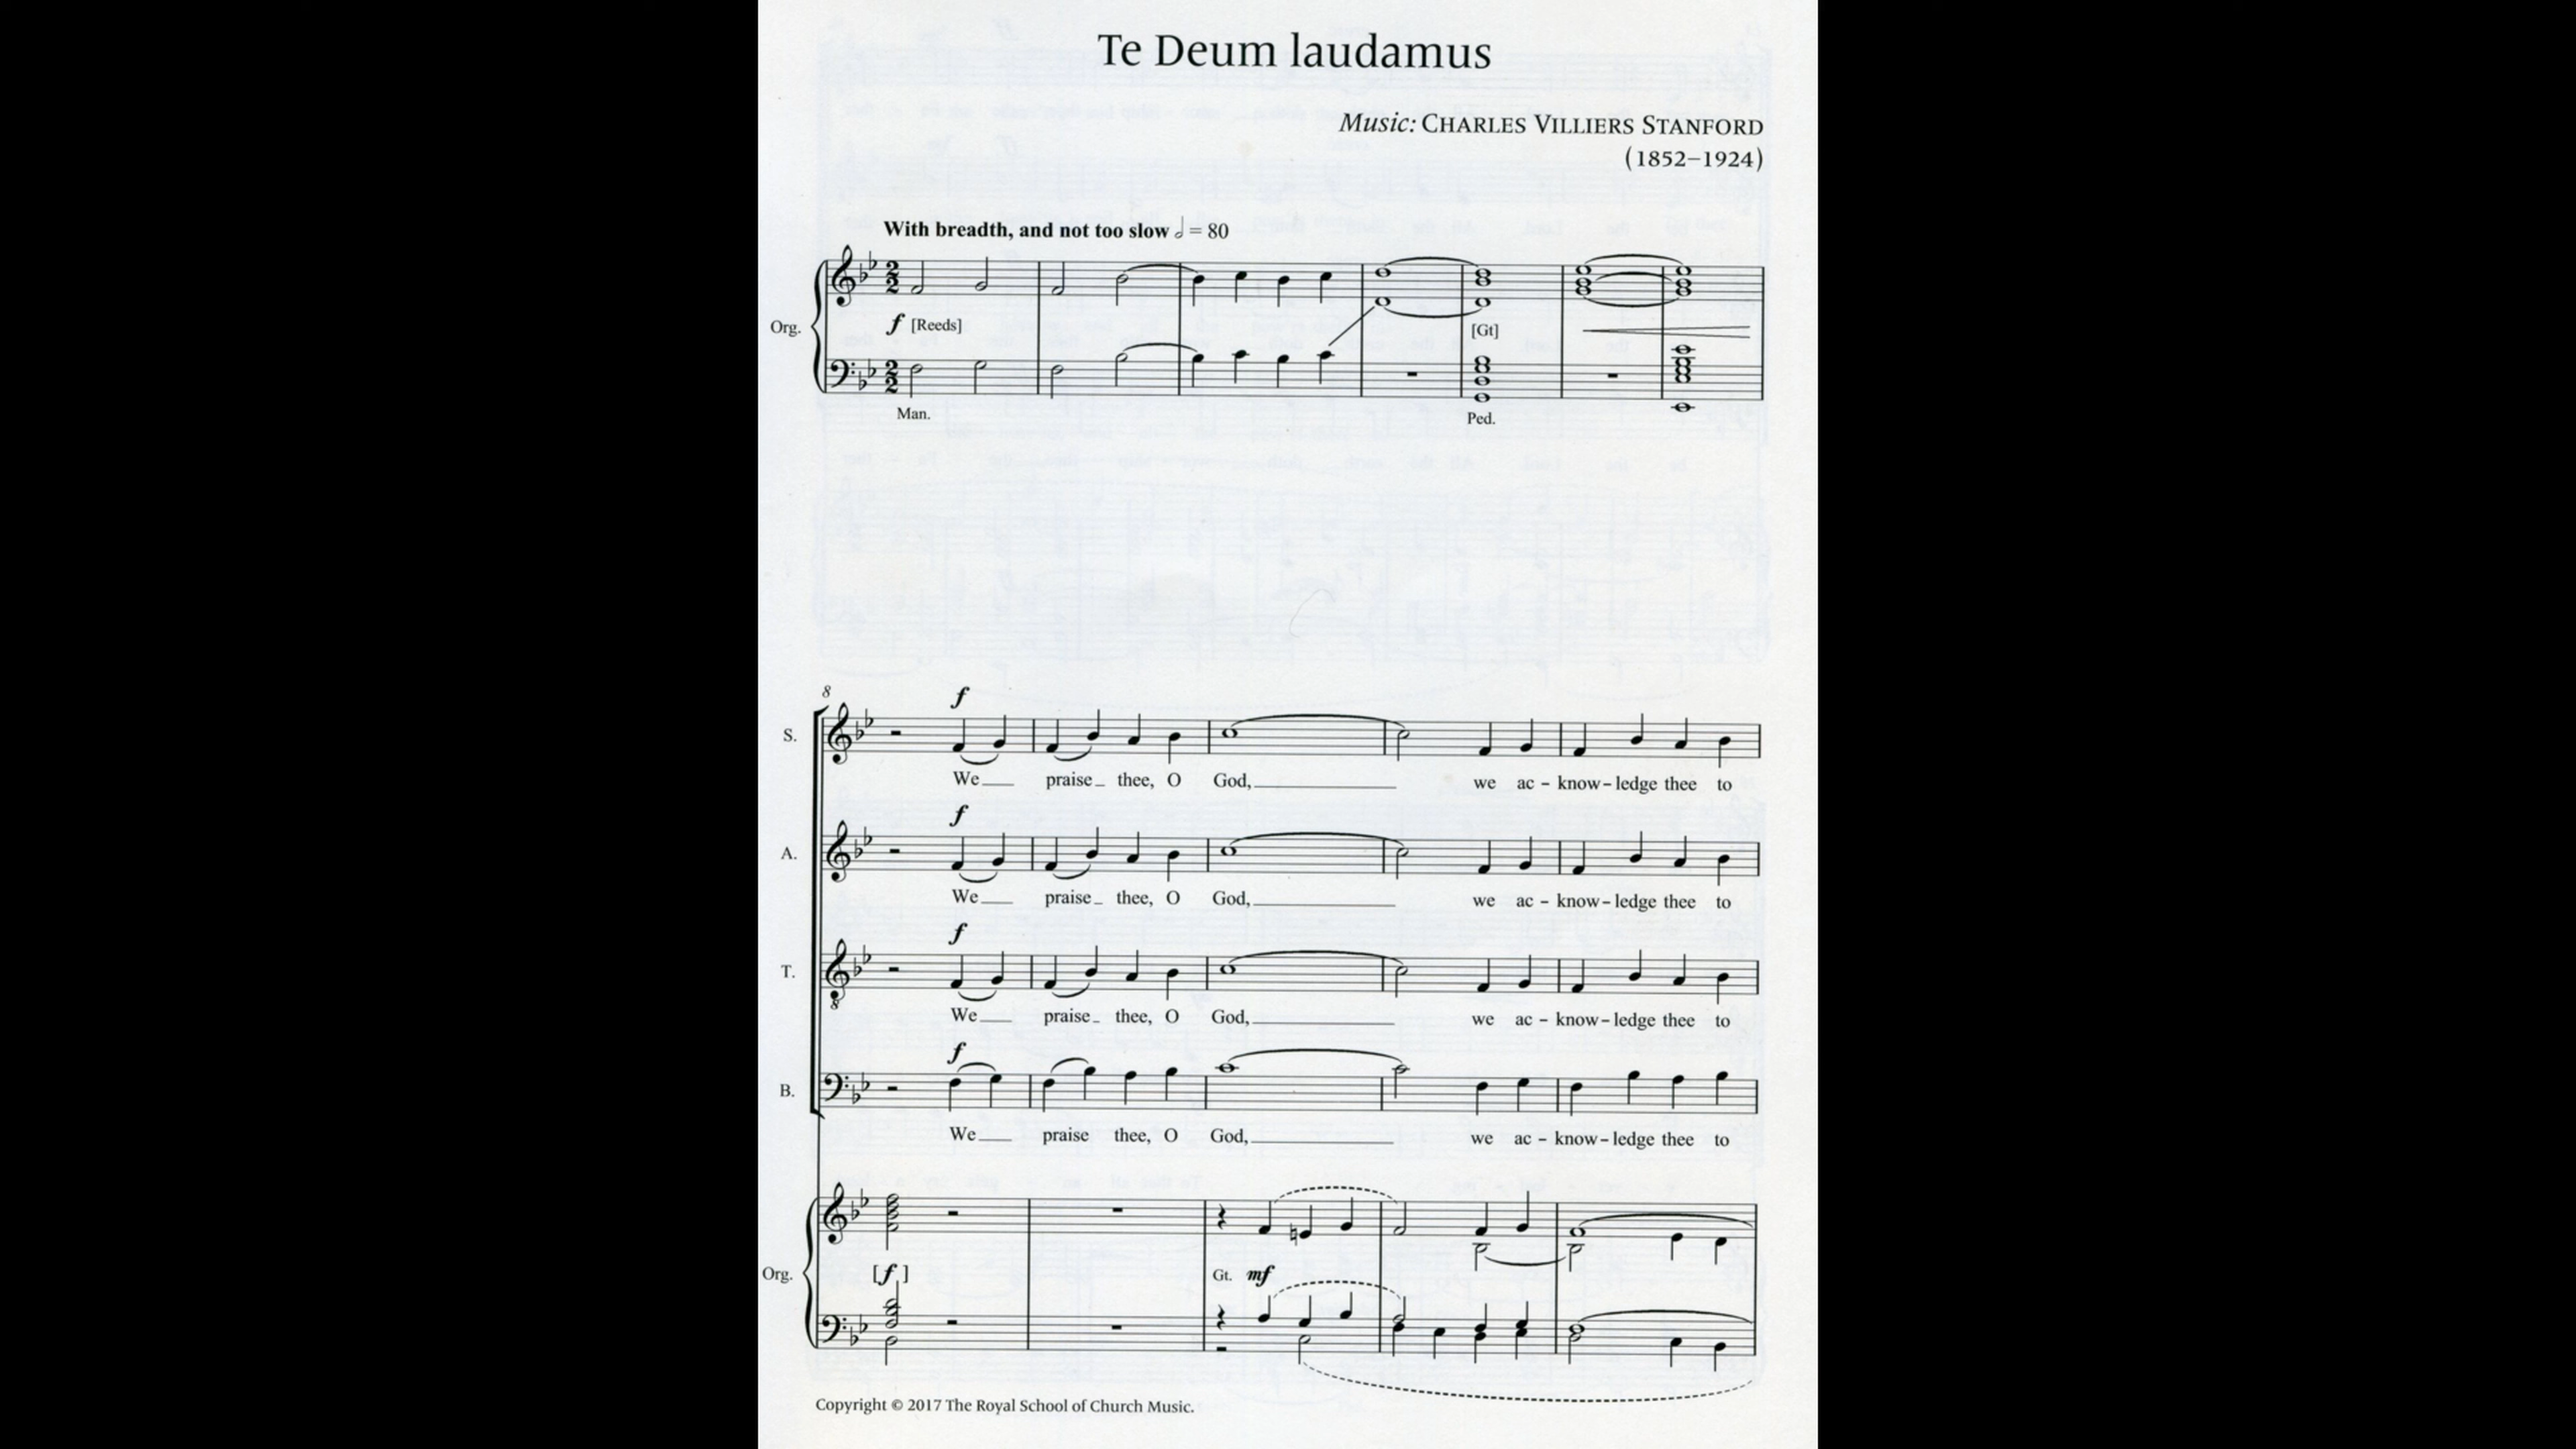 Te Deum laudamus
Music: CHARLES VILLIERS STANFORD
(1852–1924)
With breadth, and not too slow 𝅗𝅥 = 80
Org.
f [Reeds]
[Gt]
Man.
Ped.
8
f
S.
We praise thee, O God, we ac - know - ledge thee to
f
A.
We praise thee, O God, we ac - know - ledge thee to
f
T.
8
We praise thee, O God, we ac - know - ledge thee to
f
B.
We praise thee, O God, we ac - know - ledge thee to
Org.
[f]
Gt. mf
Copyright © 2017 The Royal School of Church Music.